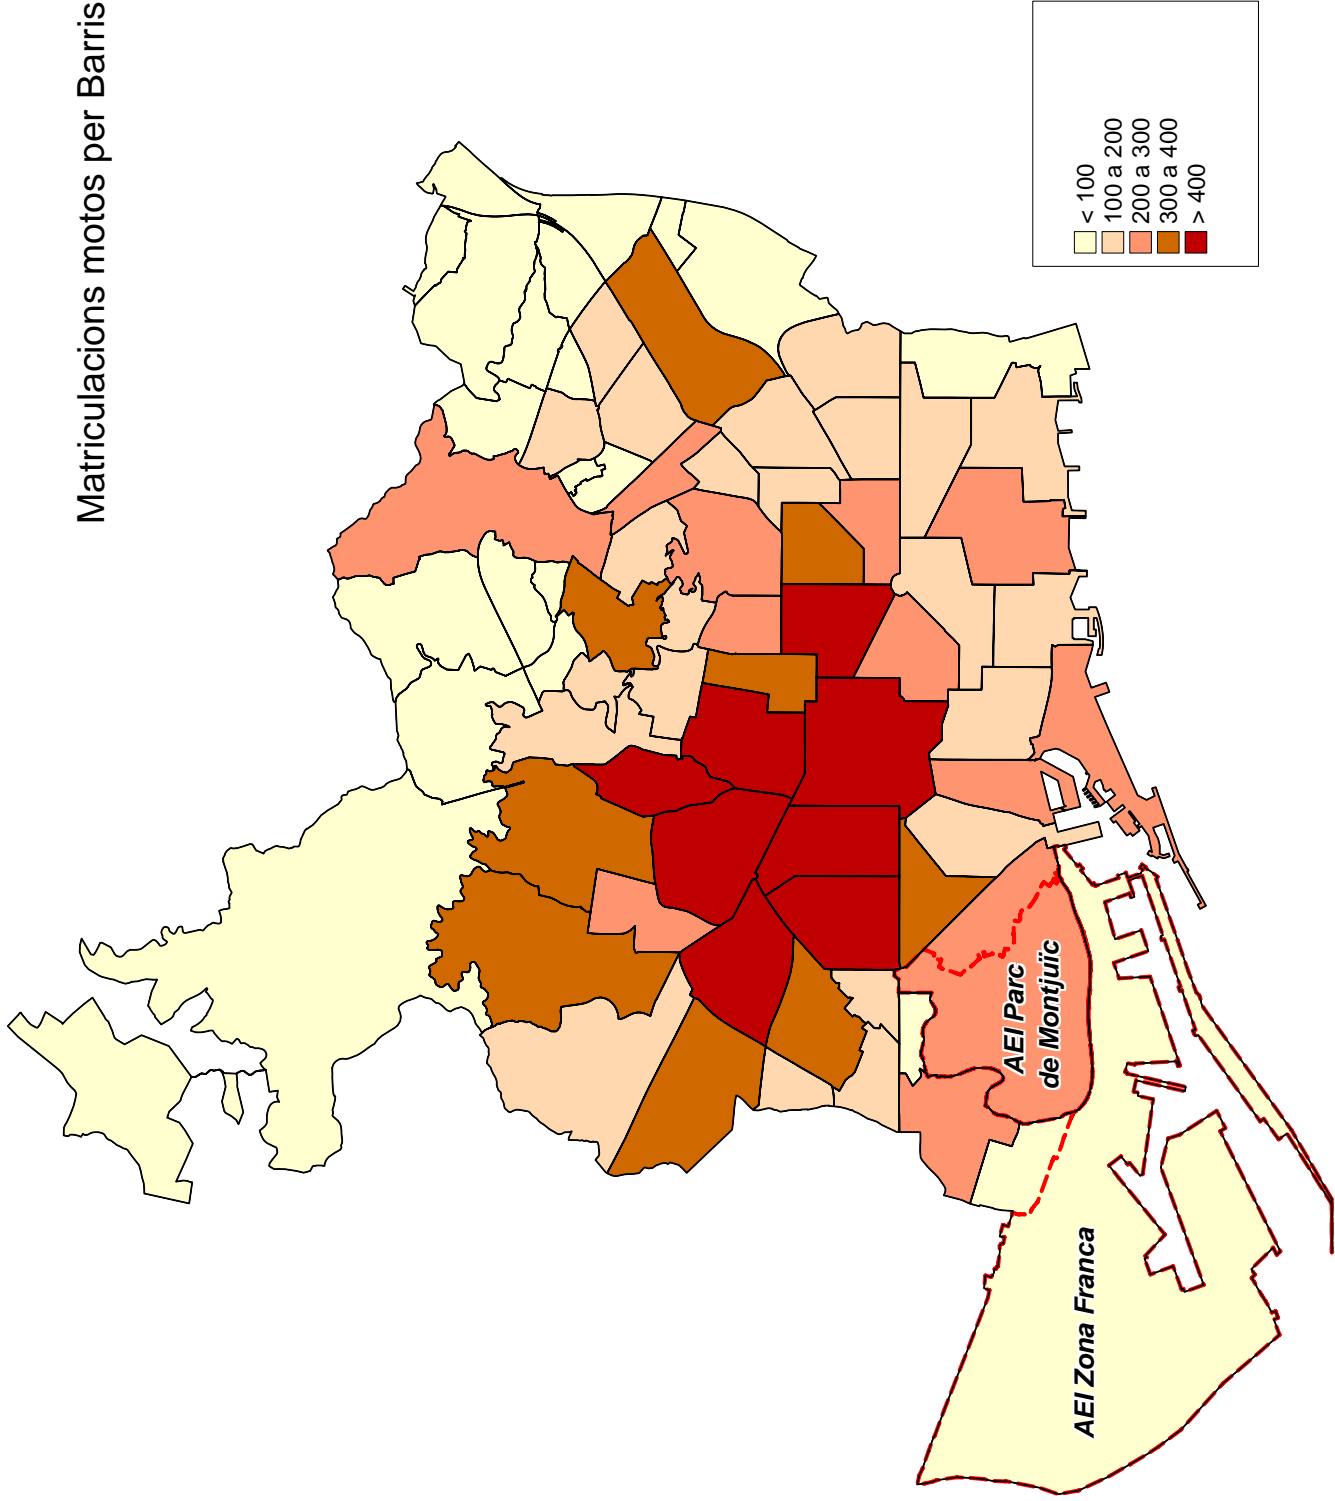 Matriculacions motos per Barris
< 100
100 a 200
200 a 300
300 a 400
> 400
AEI Parc
de Montjuïc
AEI Zona Franca